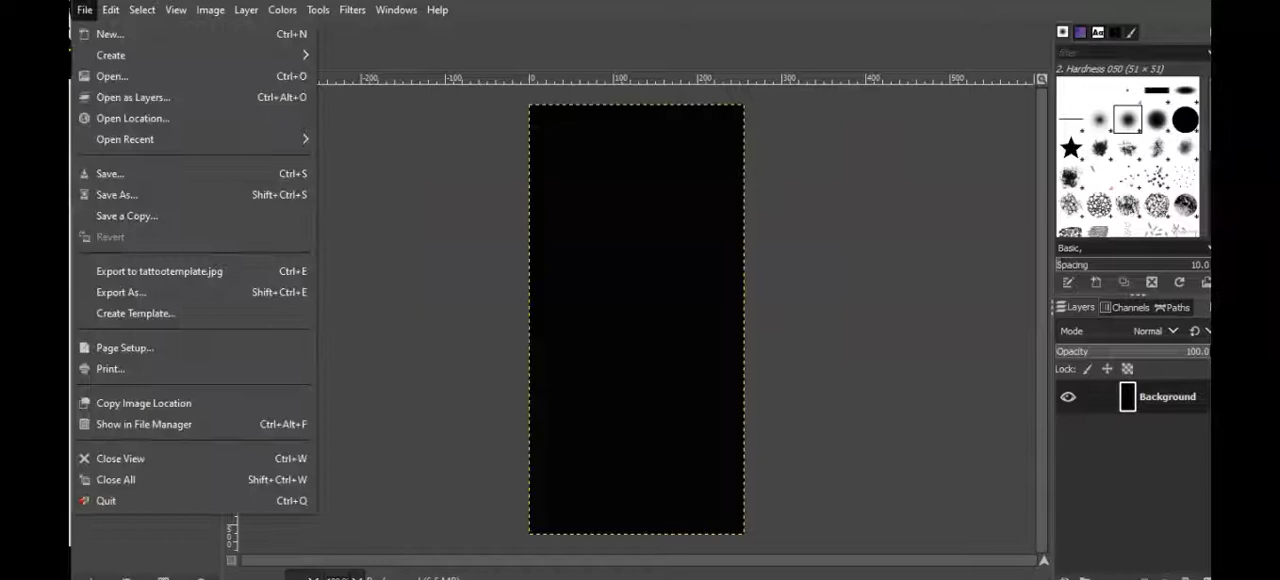 File Edit Select View Image Layer Colors Tools Filters Windows Help
New... Ctrl+N
Create
Open... Ctrl+O
Open as Layers... Ctrl+Alt+O
Open Location...
Open Recent
Save... Ctrl+S
Save As... Shift+Ctrl+S
Save a Copy...
Revert
Export to tattootemplate.jpg Ctrl+E
Export As... Shift+Ctrl+E
Create Template...
Page Setup...
Print...
Copy Image Location
Show in File Manager Ctrl+Alt+F
Close View Ctrl+W
Close All Shift+Ctrl+W
Quit Ctrl+Q
-200 -100 0 100 200 300 400 500
Aa
filter
2. Hardness 050 (51 × 51)
Basic,
Spacing 10.0
Layers Channels Paths
Mode Normal
Opacity 100.0
Lock:
Background